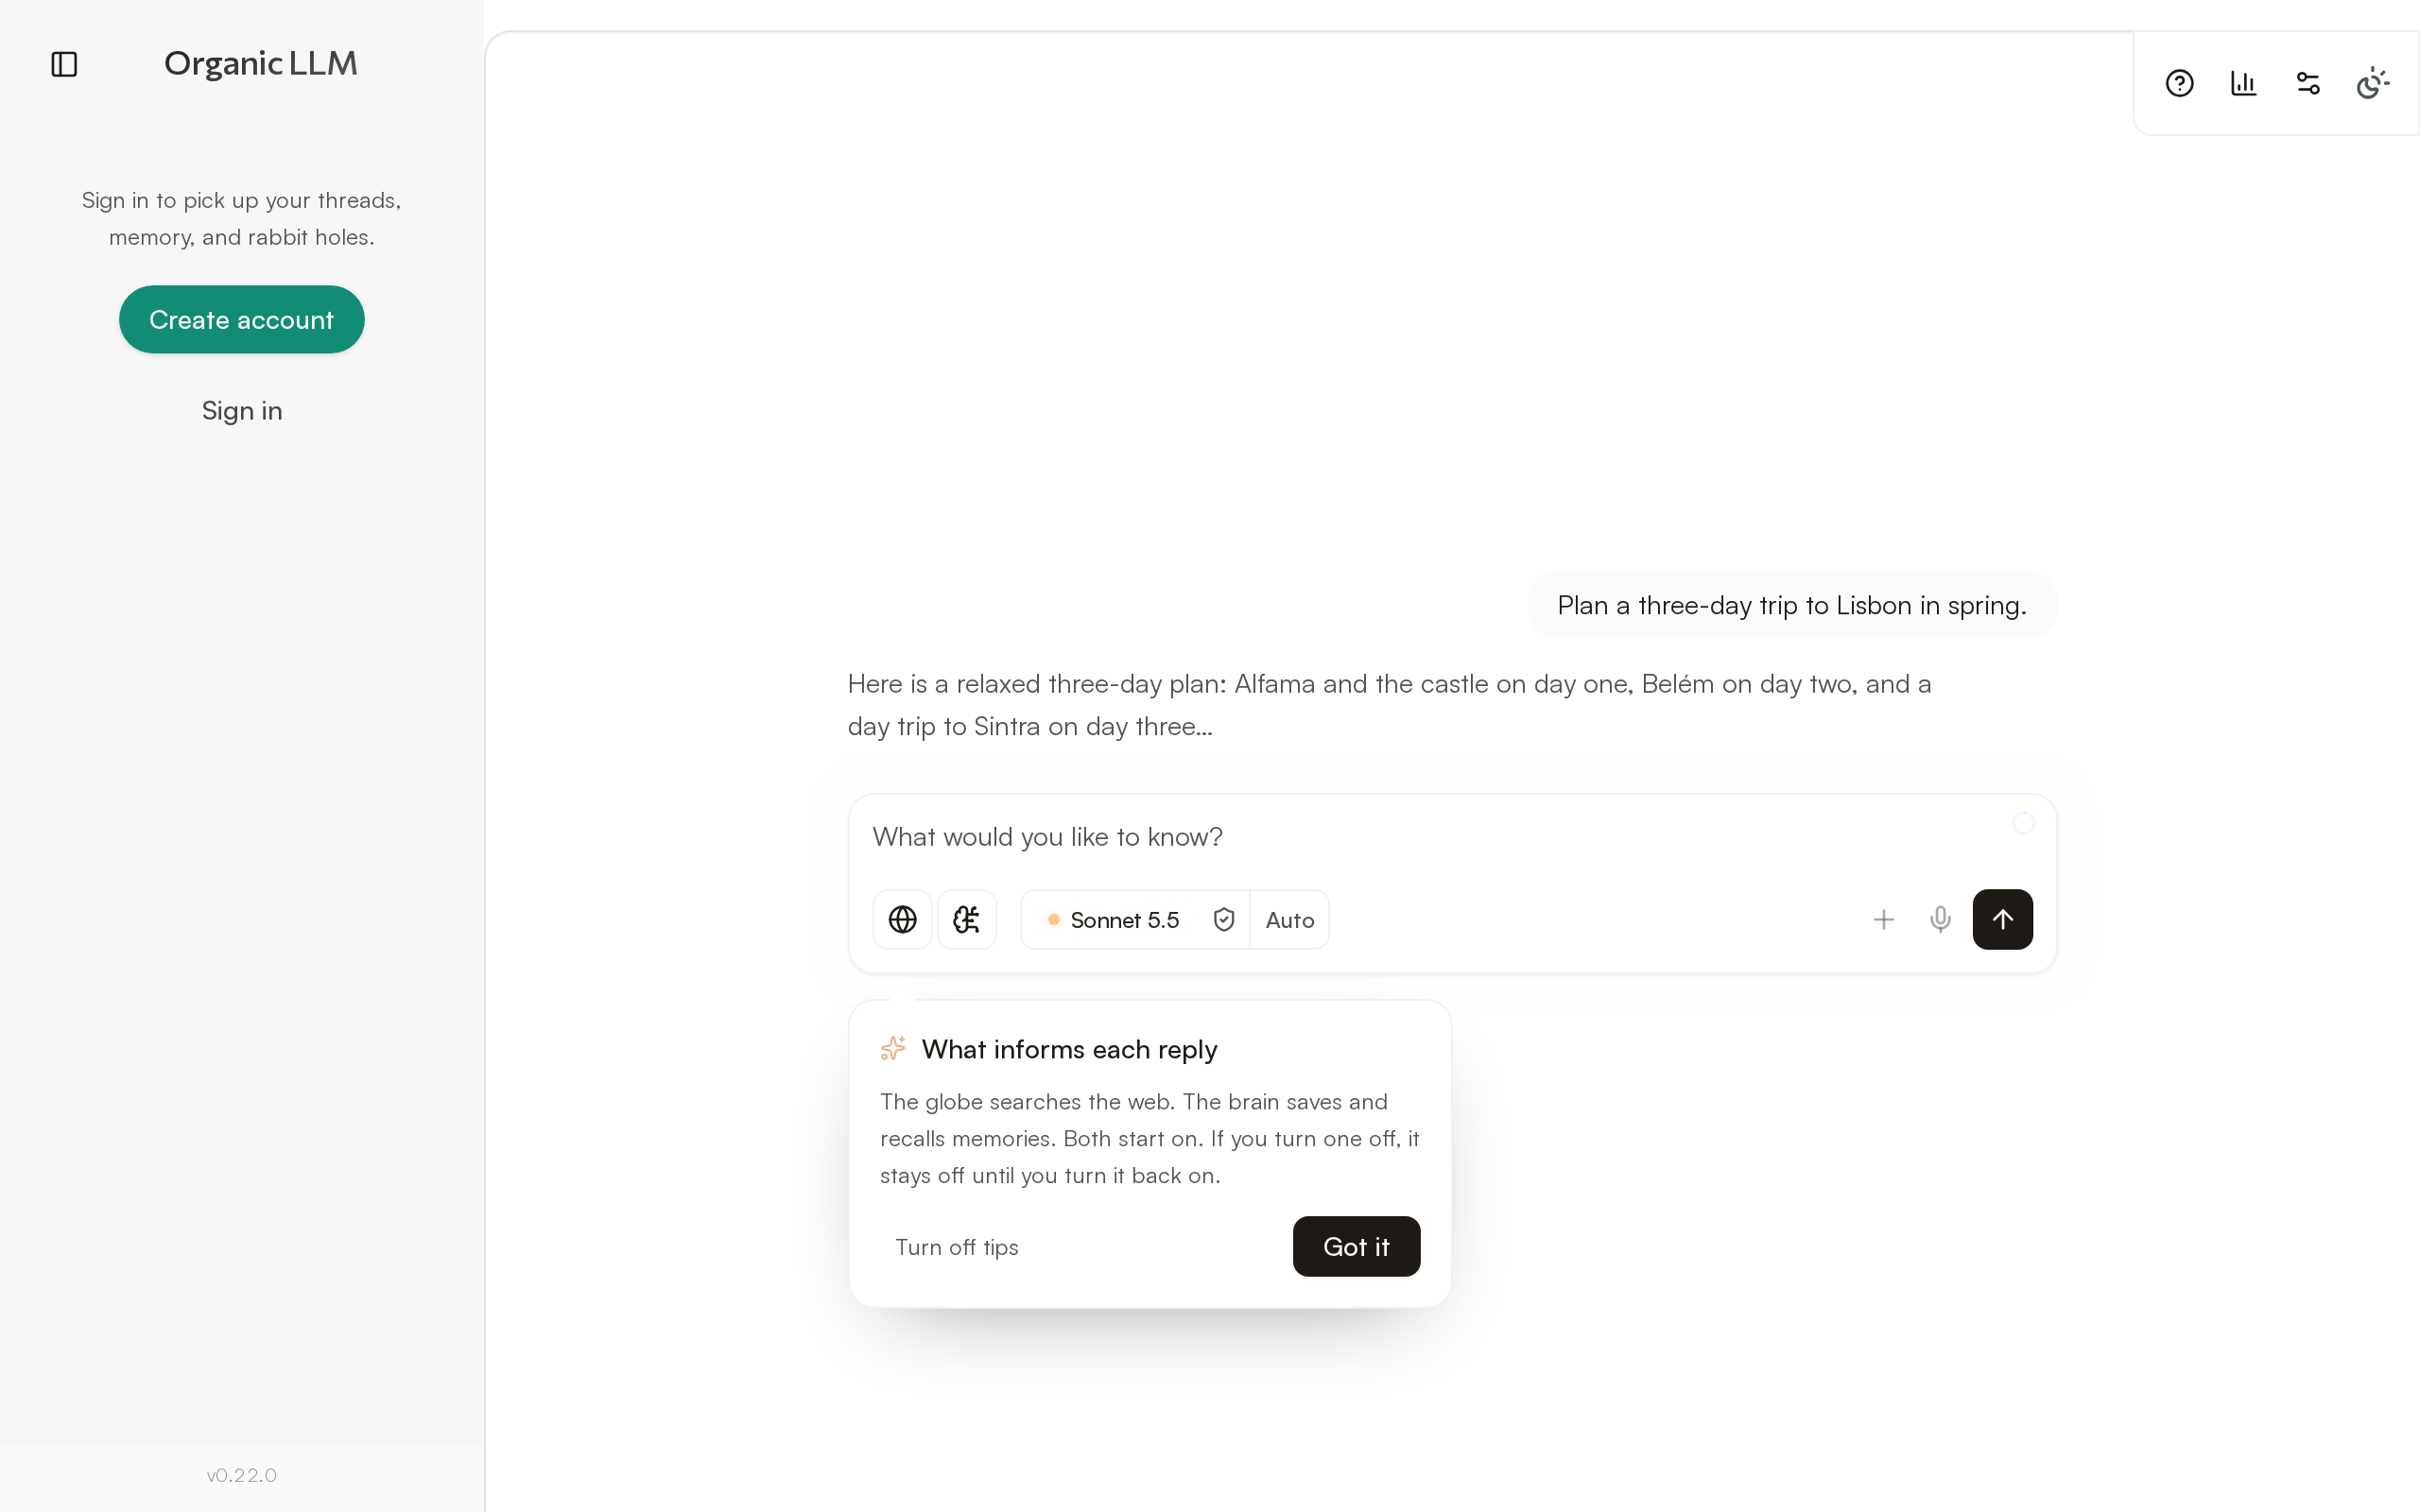 Organic LLM
Sign in to pick up your threads,
memory, and rabbit holes.
Create account
Sign in
v0.22.0
Plan a three-day trip to Lisbon in spring.
Here is a relaxed three-day plan: Alfama and the castle on day one, Belém on day two, and a
day trip to Sintra on day three…
What would you like to know?
Sonnet 5.5
Auto
What informs each reply
The globe searches the web. The brain saves and
recalls memories. Both start on. If you turn one off, it
stays off until you turn it back on.
Turn off tips
Got it